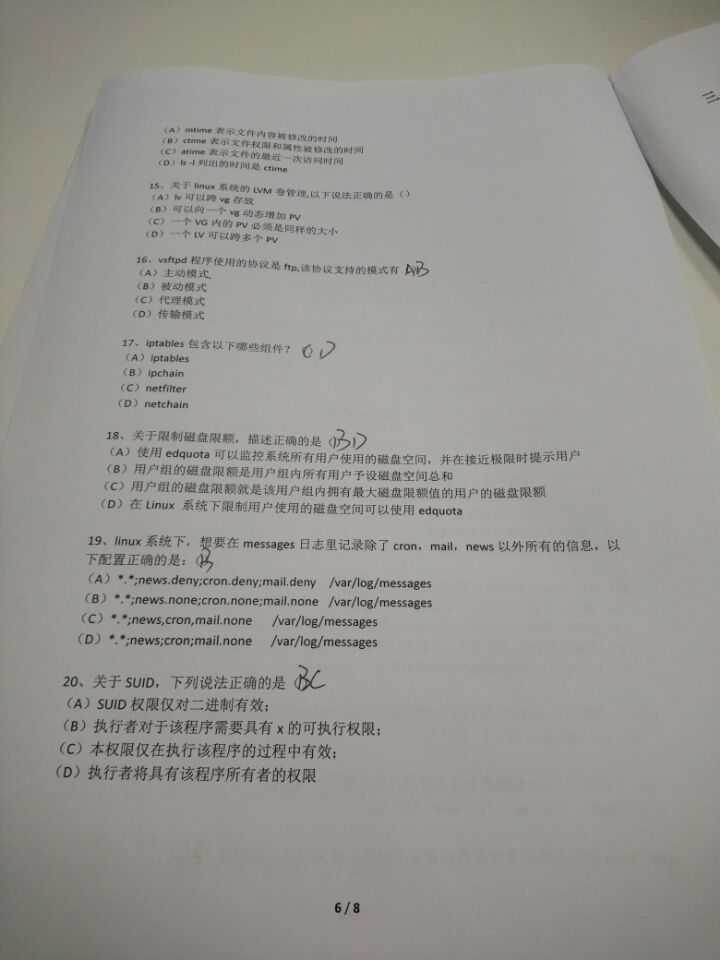 (A) mtime 表示文件内容被修改的时间
(B) ctime 表示文件权限和属性被修改的时间
(C) atime 表示文件的最近一次访问时间
(D) ls -l 列出的时间是 ctime
15、关于 linux 系统的 LVM 卷管理,以下说法正确的是()
(A) lv 可以跨 vg 存放
(B) 可以向一个 vg 动态增加 PV
(C) 一个 VG 内的 PV 必须是同样的大小
(D) 一个 LV 可以跨多个 PV
16、vsftpd 程序使用的协议是 ftp,该协议支持的模式有 AB
(A) 主动模式
(B) 被动模式
(C) 代理模式
(D) 传输模式
17、iptables 包含以下哪些组件?
(A) iptables
(B) ipchain
(C) netfilter
(D) netchain
18、关于限制磁盘限额,描述正确的是 BD
(A) 使用 edquota 可以监控系统所有用户使用的磁盘空间,并在接近极限时提示用户
(B) 用户组的磁盘限额是用户组内所有用户予设磁盘空间总和
(C) 用户组的磁盘限额就是该用户组内拥有最大磁盘限额值的用户的磁盘限额
(D) 在 Linux 系统下限制用户使用的磁盘空间可以使用 edquota
19、linux 系统下,想要在 messages 日志里记录除了 cron,mail,news 以外所有的信息,以
下配置正确的是:B
(A) *.*;news.deny;cron.deny;mail.deny /var/log/messages
(B) *.*;news.none;cron.none;mail.none /var/log/messages
(C) *.*;news,cron,mail.none /var/log/messages
(D) *.*;news;cron;mail.none /var/log/messages
20、关于 SUID,下列说法正确的是 BC
(A) SUID 权限仅对二进制有效;
(B) 执行者对于该程序需要具有 x 的可执行权限;
(C) 本权限仅在执行该程序的过程中有效;
(D) 执行者将具有该程序所有者的权限
6 / 8